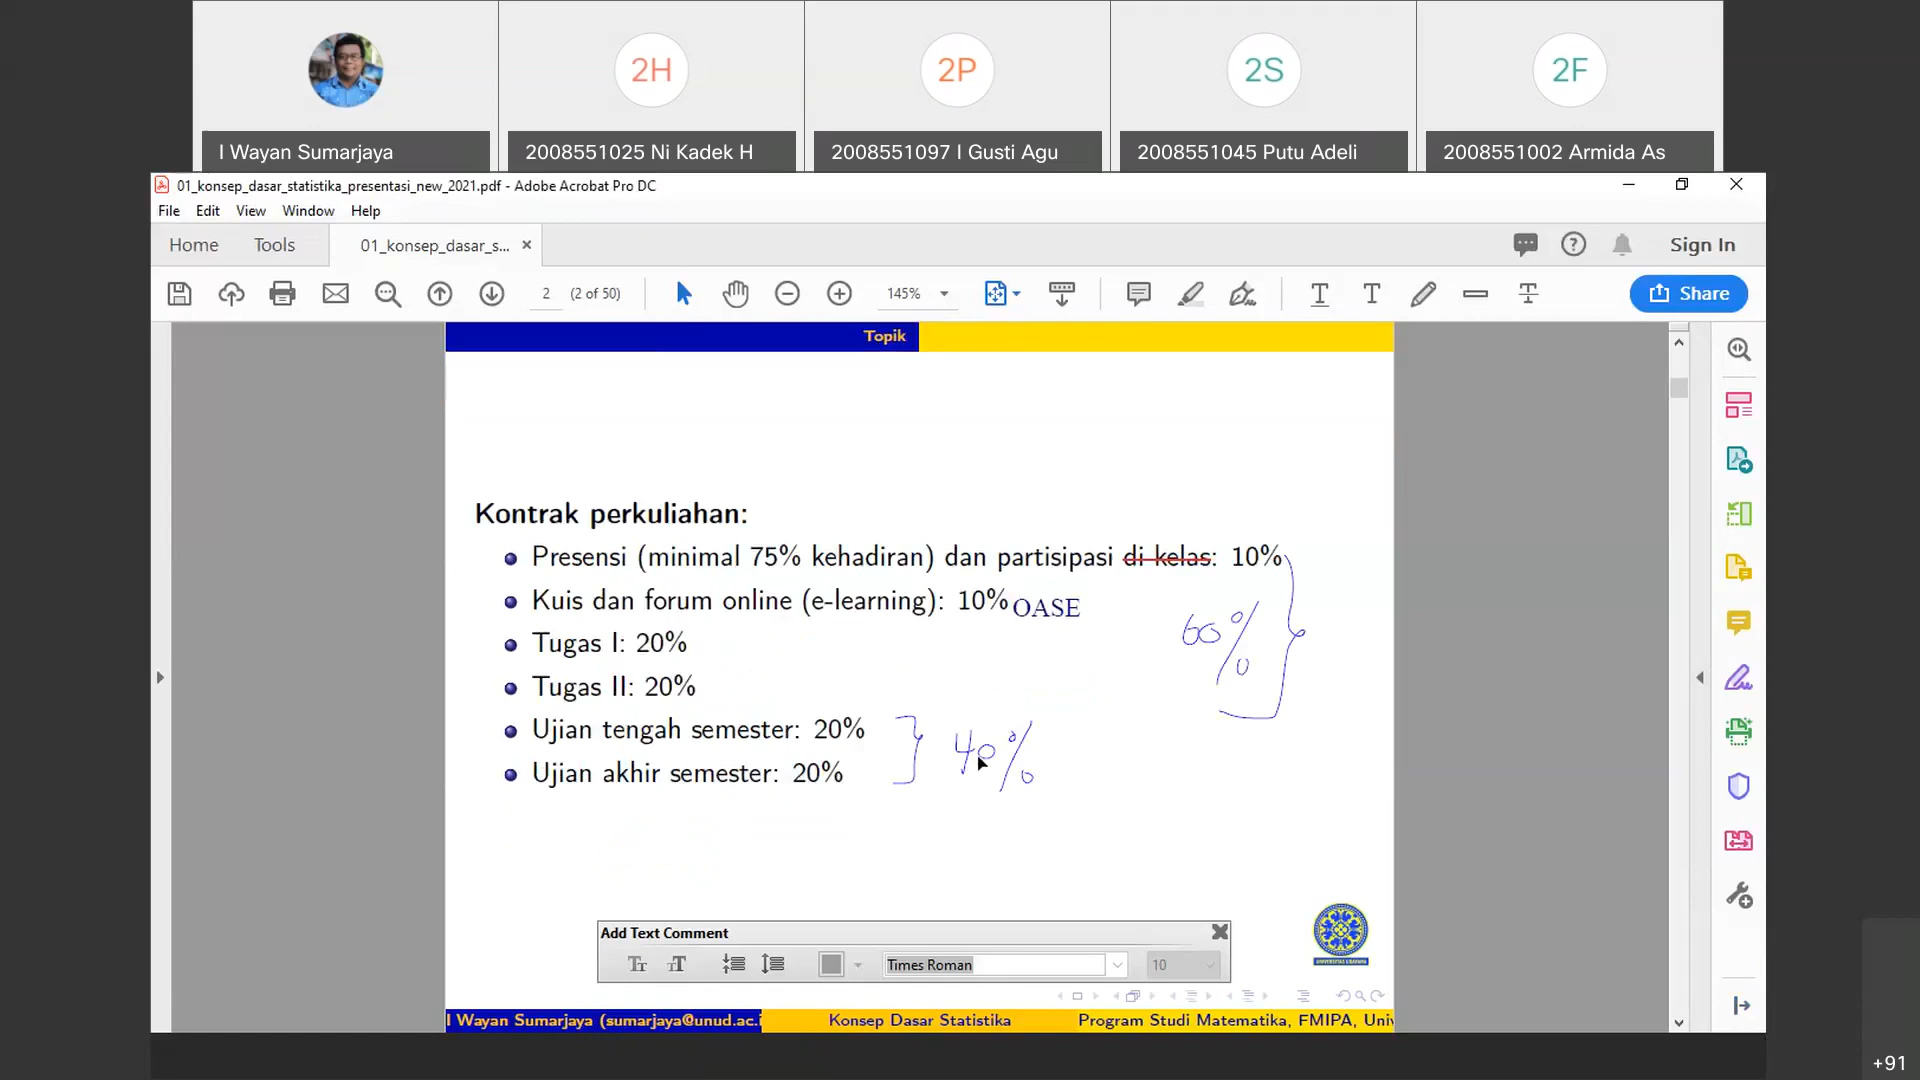 2H
2P
2S
2F
I Wayan Sumarjaya
2008551025 Ni Kadek H
2008551097 I Gusti Agu
2008551045 Putu Adeli
2008551002 Armida As
01_konsep_dasar_statistika_presentasi_new_2021.pdf - Adobe Acrobat Pro DC
File Edit View Window Help
Home Tools 01_konsep_dasar_s... Sign In
2 (2 of 50) 145% Share
Topik
Kontrak perkuliahan:
Presensi (minimal 75% kehadiran) dan partisipasi di kelas: 10%
Kuis dan forum online (e-learning): 10% OASE
60%
Tugas I: 20%
Tugas II: 20%
Ujian tengah semester: 20%
40%
Ujian akhir semester: 20%
Add Text Comment
Times Roman 10
UNIVERSITAS UDAYANA
I Wayan Sumarjaya (sumarjaya@unud.ac.i Konsep Dasar Statistika Program Studi Matematika, FMIPA, Univ
+91